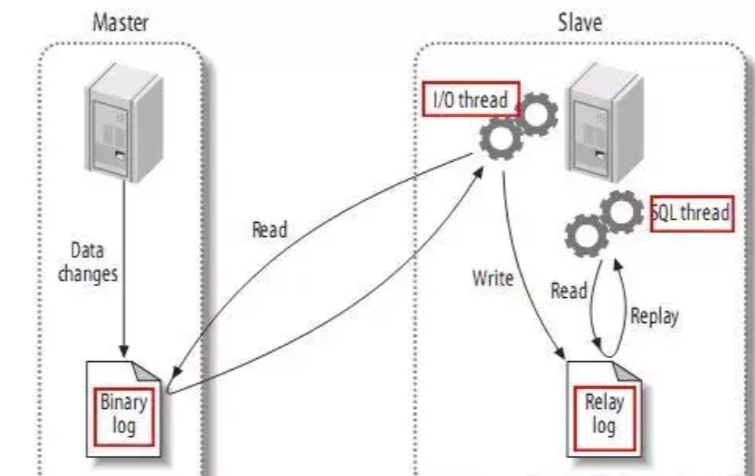 Master
Slave
I/O thread
SQL thread
Read
Data
changes
Write
Read
Replay
Binary
log
Relay
log